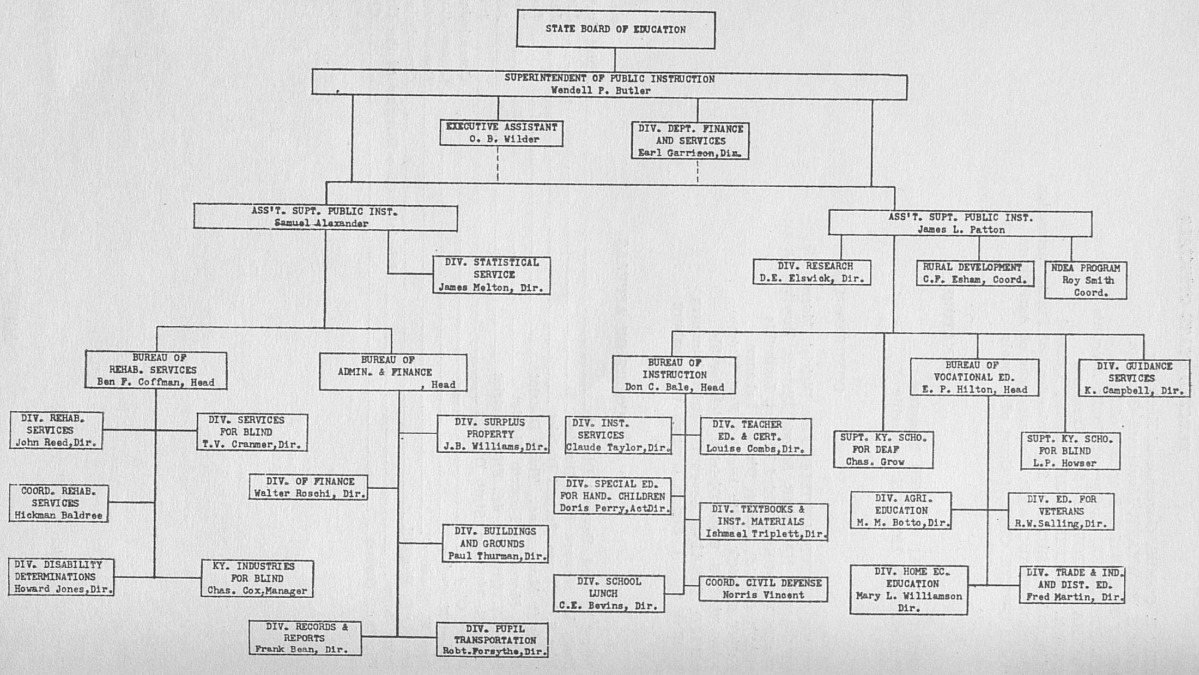 STATE BOARD OF EDUCATION
SUPERINTENDENT OF PUBLIC INSTRUCTION
Wendell P. Butler
EXECUTIVE ASSISTANT
O. B. Wilder
DIV. DEPT. FINANCE
AND SERVICES
Earl Garrison, Dir.
ASS'T. SUPT. PUBLIC INST.
Samuel Alexander
ASS'T. SUPT. PUBLIC INST.
James L. Patton
DIV. STATISTICAL
SERVICE
James Melton, Dir.
DIV. RESEARCH
D.E. Elswick, Dir.
RURAL DEVELOPMENT
C.F. Esham, Coord.
NDEA PROGRAM
Roy Smith
Coord.
BUREAU OF
REHAB. SERVICES
Ben F. Coffman, Head
BUREAU OF
ADMIN. & FINANCE
, Head
BUREAU OF
INSTRUCTION
Don C. Bale, Head
BUREAU OF
VOCATIONAL ED.
E. P. Hilton, Head
DIV. GUIDANCE
SERVICES
K. Campbell, Dir.
DIV. REHAB.
SERVICES
John Reed,Dir.
DIV. SERVICES
FOR BLIND
T.V. Cranmer,Dir.
DIV. SURPLUS
PROPERTY
J.B. Williams,Dir.
DIV. INST.
SERVICES
Claude Taylor,Dir.
DIV. TEACHER
ED. & CERT.
Louise Combs,Dir.
SUPT. KY. SCHO.
FOR DEAF
Chas. Grow
SUPT. KY. SCHO.
FOR BLIND
L.P. Howser
COORD. REHAB.
SERVICES
Hickman Baldree
DIV. OF FINANCE
Walter Roschi, Dir.
DIV. SPECIAL ED.
FOR HAND. CHILDREN
Doris Perry,ActDir.
DIV. TEXTBOOKS &
INST. MATERIALS
Ishmael Triplett,Dir.
DIV. AGRI.
EDUCATION
M. M. Botto,Dir.
DIV. ED. FOR
VETERANS
R.W.Salling,Dir.
DIV. BUILDINGS
AND GROUNDS
Paul Thurman,Dir.
DIV. DISABILITY
DETERMINATIONS
Howard Jones,Dir.
KY. INDUSTRIES
FOR BLIND
Chas. Cox,Manager
DIV. SCHOOL
LUNCH
C.E. Bevins, Dir.
COORD. CIVIL DEFENSE
Norris Vincent
DIV. HOME EC.
EDUCATION
Mary L. Williamson
Dir.
DIV. TRADE & IND.
AND DIST. ED.
Fred Martin, Dir.
DIV. RECORDS &
REPORTS
Frank Bean, Dir.
DIV. PUPIL
TRANSPORTATION
Robt.Forsythe,Dir.